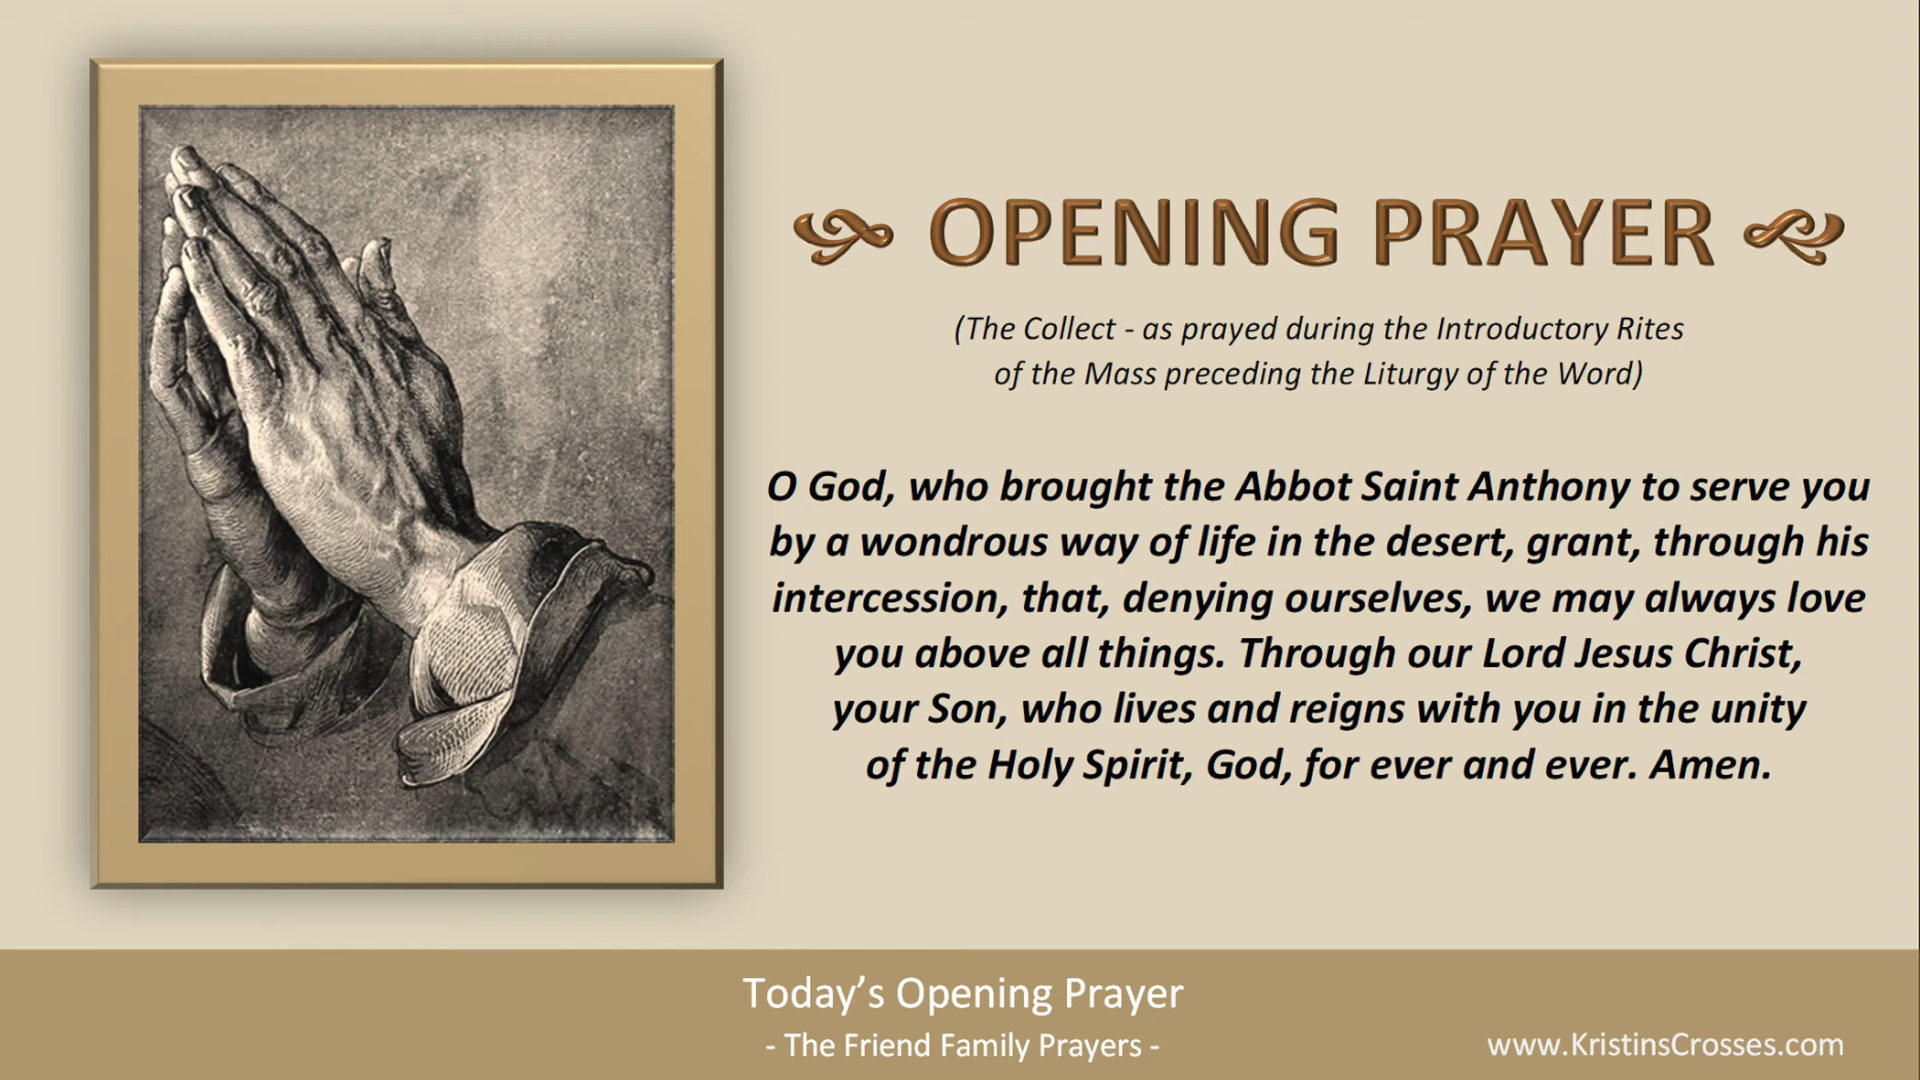 OPENING PRAYER
(The Collect - as prayed during the Introductory Rites
of the Mass preceding the Liturgy of the Word)
O God, who brought the Abbot Saint Anthony to serve you
by a wondrous way of life in the desert, grant, through his
intercession, that, denying ourselves, we may always love
you above all things. Through our Lord Jesus Christ,
your Son, who lives and reigns with you in the unity
of the Holy Spirit, God, for ever and ever. Amen.
Today’s Opening Prayer
- The Friend Family Prayers -
www.KristinsCrosses.com